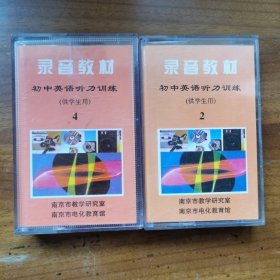 录音教材
初中英语听力训练
(供学生用)
4
南京市教学研究室
南京市电化教育馆
录音教材
初中英语听力训练
(供学生用)
2
南京市教学研究室
南京市电化教育馆